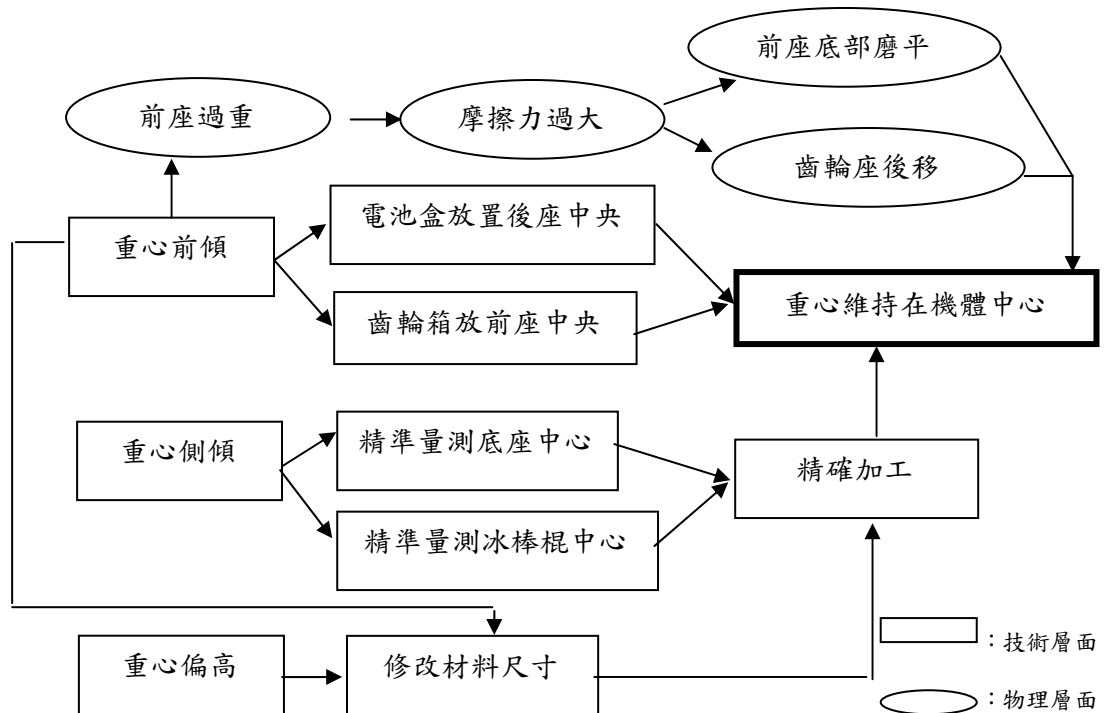 前座底部磨平
前座過重
摩擦力過大
齒輪座後移
電池盒放置後座中央
重心前傾
重心維持在機體中心
齒輪箱放前座中央
精準量測底座中心
重心側傾
精確加工
精準量測冰棒棍中心
：技術層面
重心偏高
修改材料尺寸
：物理層面